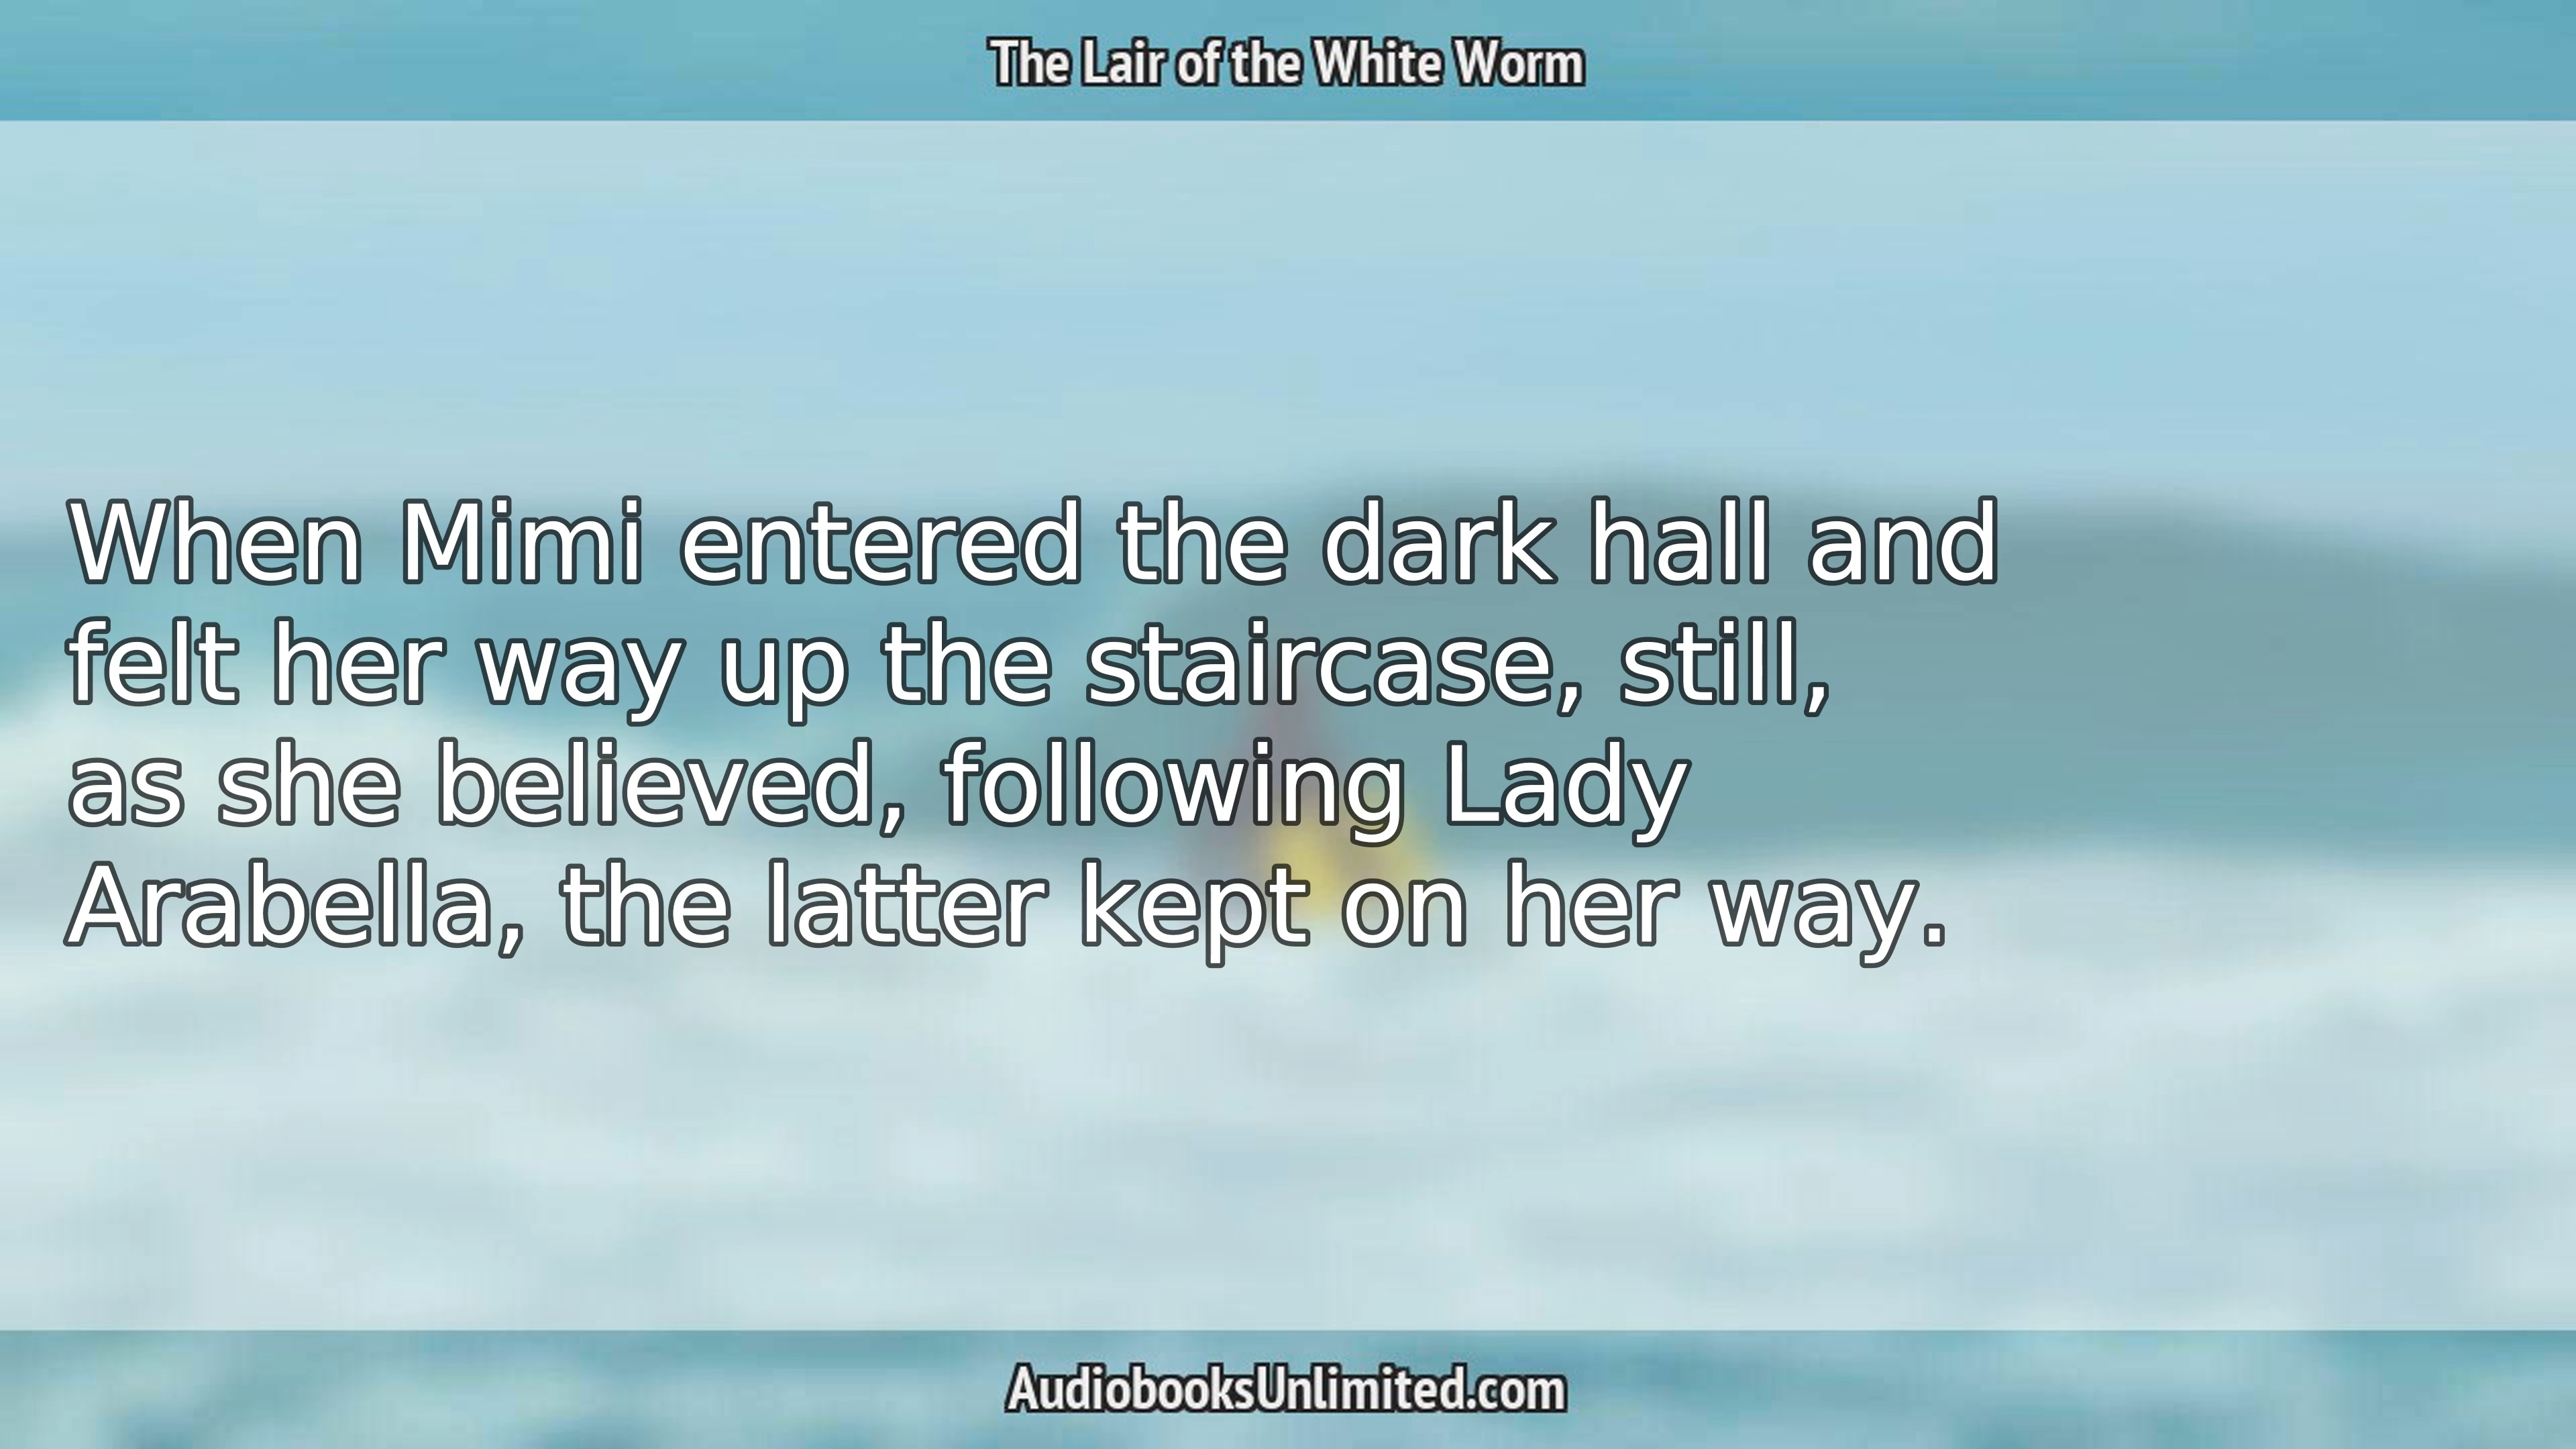 The Lair of the White Worm
When Mimi entered the dark hall and
felt her way up the staircase, still,
as she believed, following Lady
Arabella, the latter kept on her way.
AudiobooksUnlimited.com